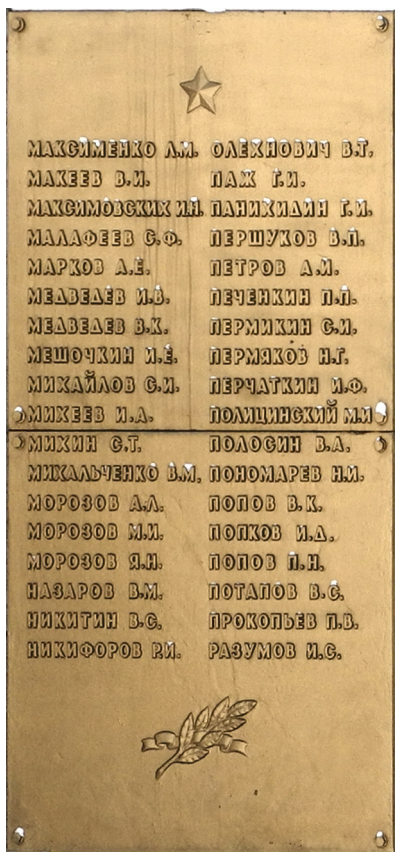 МАКСИМЕНКО Л.М.
МАКЕЕВ В.И.
МАКСИМОВСКИХ И.Н.
МАЛАФЕЕВ С.Ф.
МАРКОВ А.Е.
МЕДВЕДЕВ И.В.
МЕДВЕДЕВ В.К.
МЕШОЧКИН И.Е.
МИХАЙЛОВ С.И.
МИХЕЕВ И.А.
МИХИН С.Т.
МИХАЛЬЧЕНКО В.М.
МОРОЗОВ А.Л.
МОРОЗОВ М.И.
МОРОЗОВ Я.Н.
НАЗАРОВ В.М.
НИКИТИН В.С.
НИКИФОРОВ Р.И.
ОЛЕХНОВИЧ В.Т.
ПАЖ Г.И.
ПАНИХИДИН Г.И.
ПЕРШУКОВ В.П.
ПЕТРОВ А.И.
ПЕЧЕНКИН П.П.
ПЕРМИКИН С.И.
ПЕРМЯКОВ Н.Г.
ПЕРЧАТКИН И.Ф.
ПОЛИЦИНСКИЙ М.И
ПОЛОСИН В.А.
ПОНОМАРЕВ Н.И.
ПОПОВ В.К.
ПОПКОВ И.Д.
ПОПОВ П.Н.
ПОТАПОВ В.С.
ПРОКОПЬЕВ П.В.
РАЗУМОВ И.С.